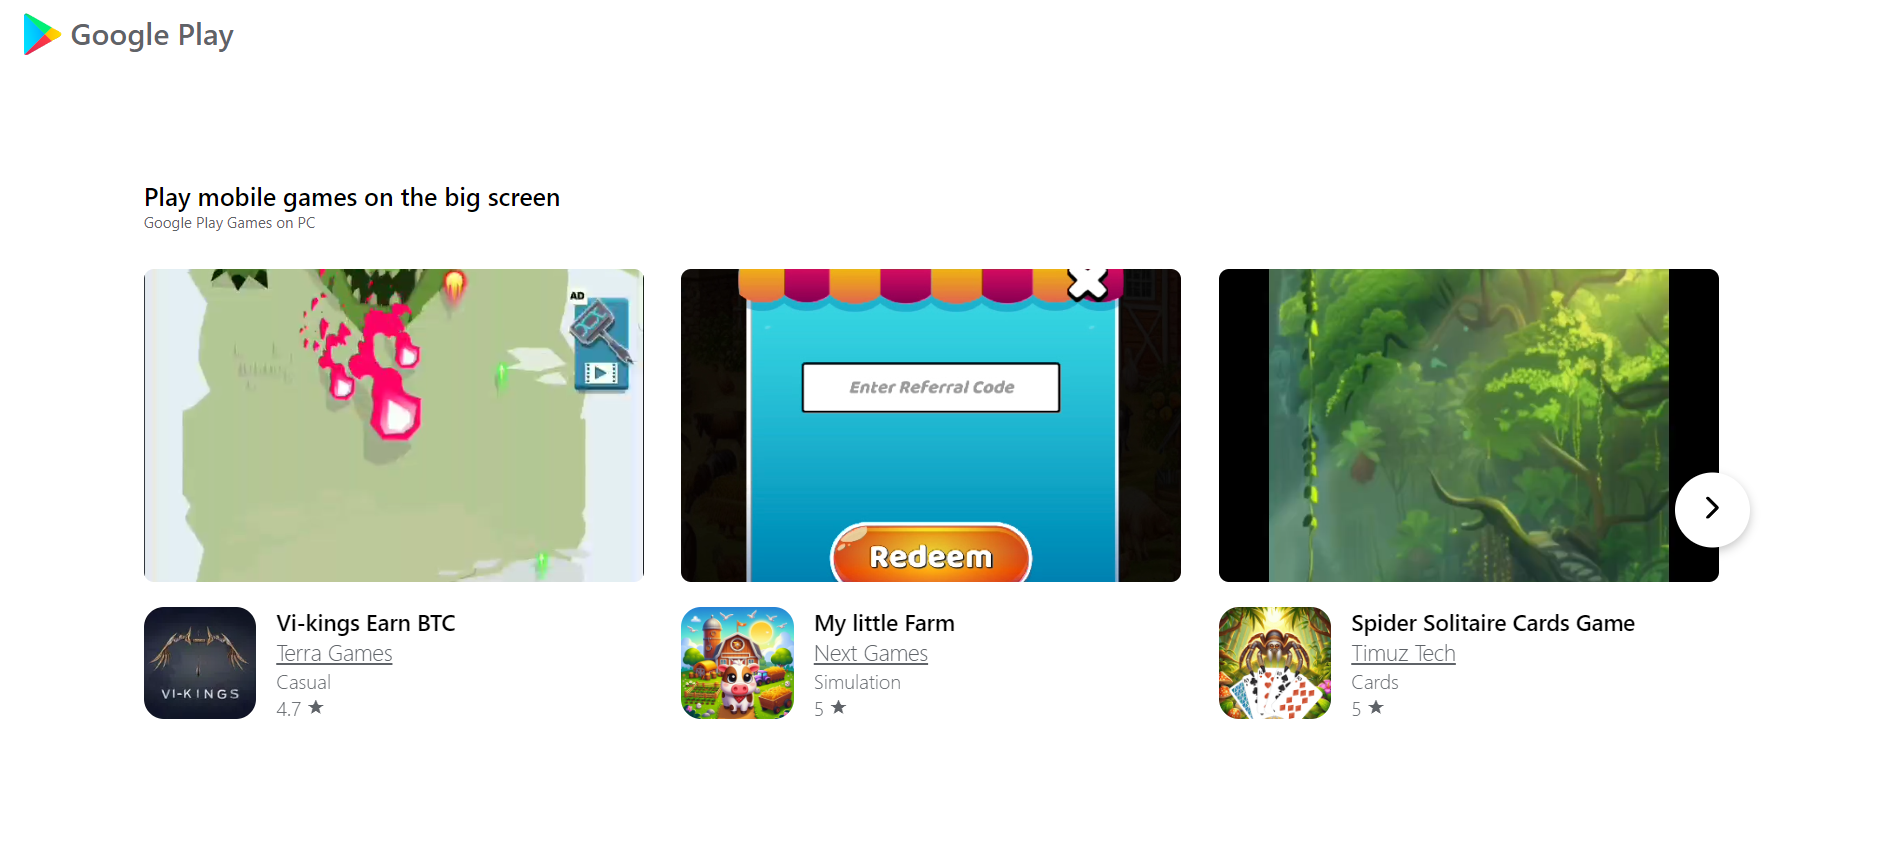 Google Play
Play mobile games on the big screen
Google Play Games on PC
AD
Enter Referral Code
Redeem
VI-KINGS
Vi-kings Earn BTC
Terra Games
Casual
4.7 ★
My little Farm
Next Games
Simulation
5 ★
Spider Solitaire Cards Game
Timuz Tech
Cards
5 ★